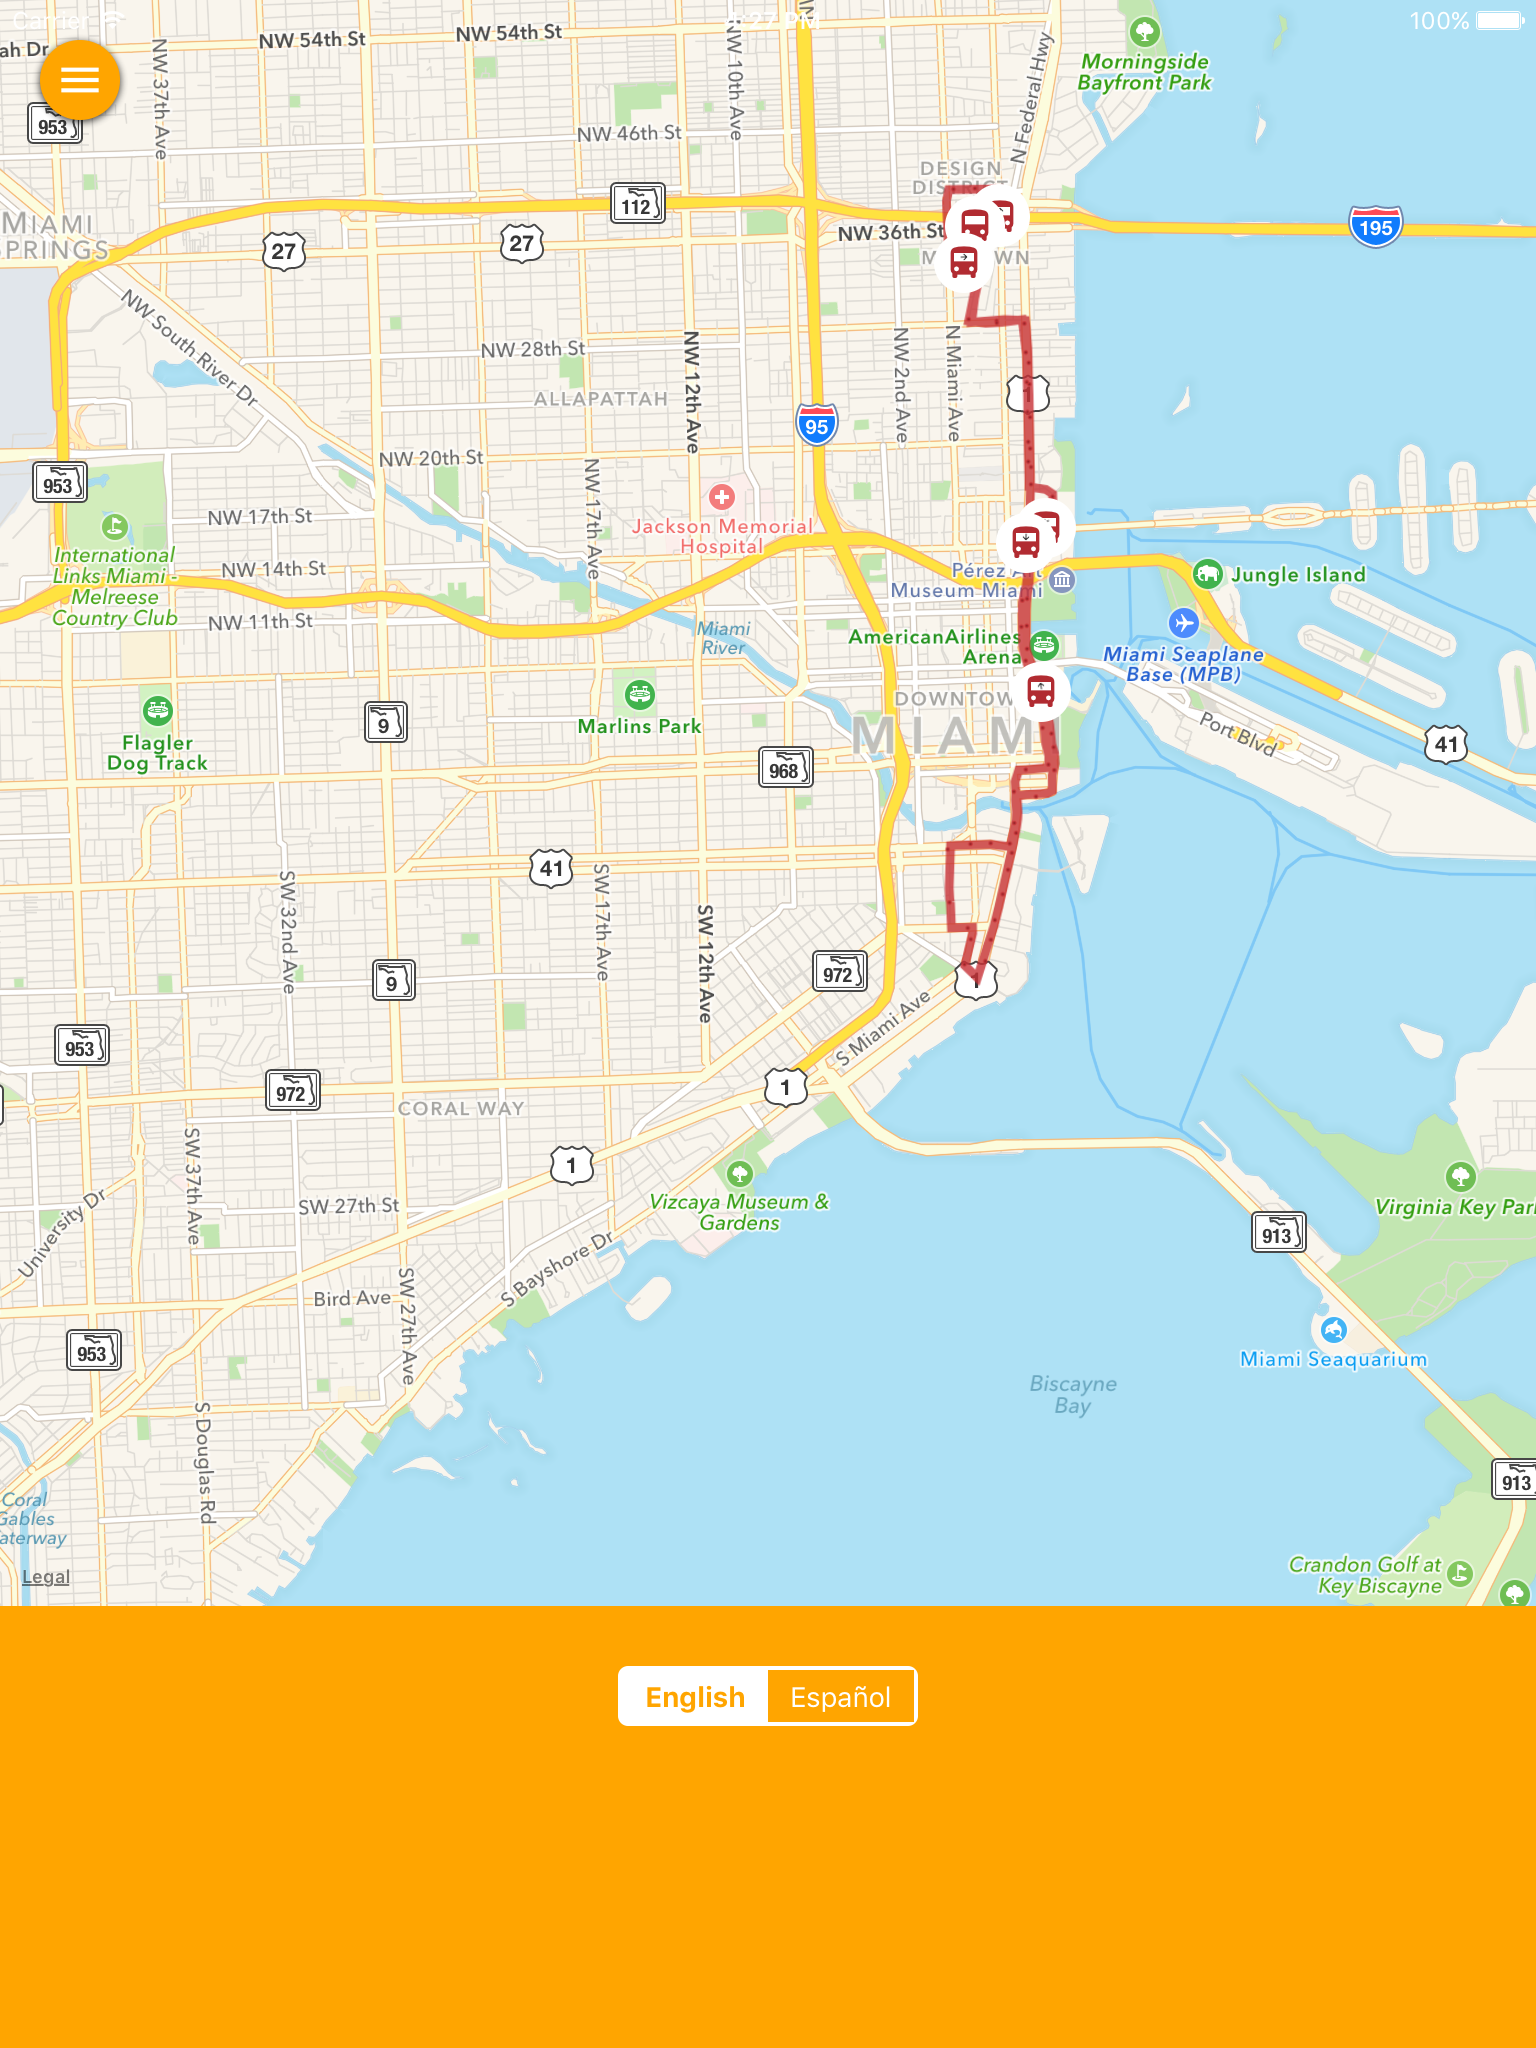 Carrier
100%
ah Dr
NW 54th St
NW 54th St
NW 37th Ave
NW 10th Ave
N Federal Hwy
Morningside
Bayfront Park
953
NW 46th St
DESIGN
DISTRICT
112
MIAMI
SPRINGS
27
27
NW 36th St
195
NW South River Dr
NW 28th St
NW 12th Ave
NW 2nd Ave
N Miami Ave
ALLAPATTAH
1
95
NW 20th St
953
NW 17th Ave
Jackson Memorial
Hospital
NW 17th St
International
Links Miami -
Melreese
Country Club
NW 14th St
Pérez Art
Museum Miami
Jungle Island
NW 11th St
Miami
River
AmericanAirlines
Arena
Miami Seaplane
Base (MPB)
DOWNTOW
MIAM
Marlins Park
9
Flagler
Dog Track
Port Blvd
41
968
41
SW 32nd Ave
SW 17th Ave
SW 12th Ave
972
9
1
S Miami Ave
953
972
1
CORAL WAY
SW 37th Ave
1
University Dr
SW 27th St
Vizcaya Museum &
Gardens
Virginia Key Park
913
S Bayshore Dr
Bird Ave
SW 27th Ave
953
Miami Seaquarium
Biscayne
Bay
S Douglas Rd
913
Coral
Gables
aterway
Legal
Crandon Golf at
Key Biscayne
English
Español